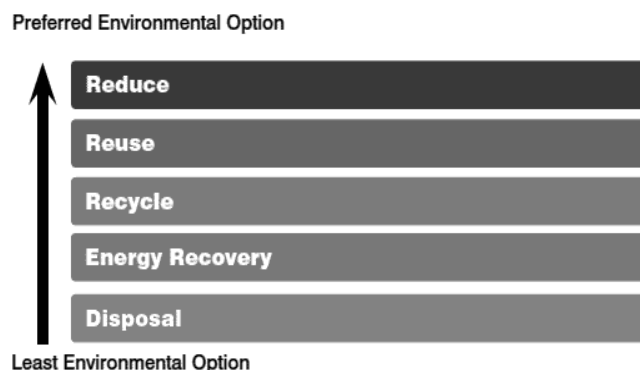 Preferred Environmental Option
Reduce
Reuse
Recycle
Energy Recovery
Disposal
Least Environmental Option